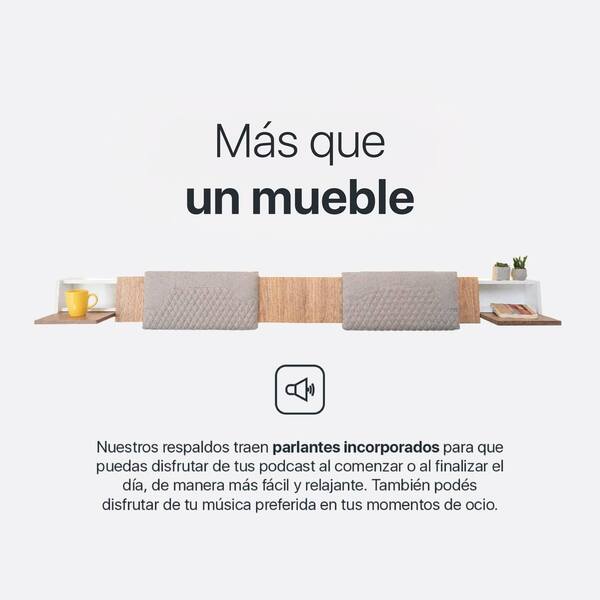 Más que
un mueble
Nuestros respaldos traen parlantes incorporados para que
puedas disfrutar de tus podcast al comenzar o al finalizar el
día, de manera más fácil y relajante. También podés
disfrutar de tu música preferida en tus momentos de ocio.